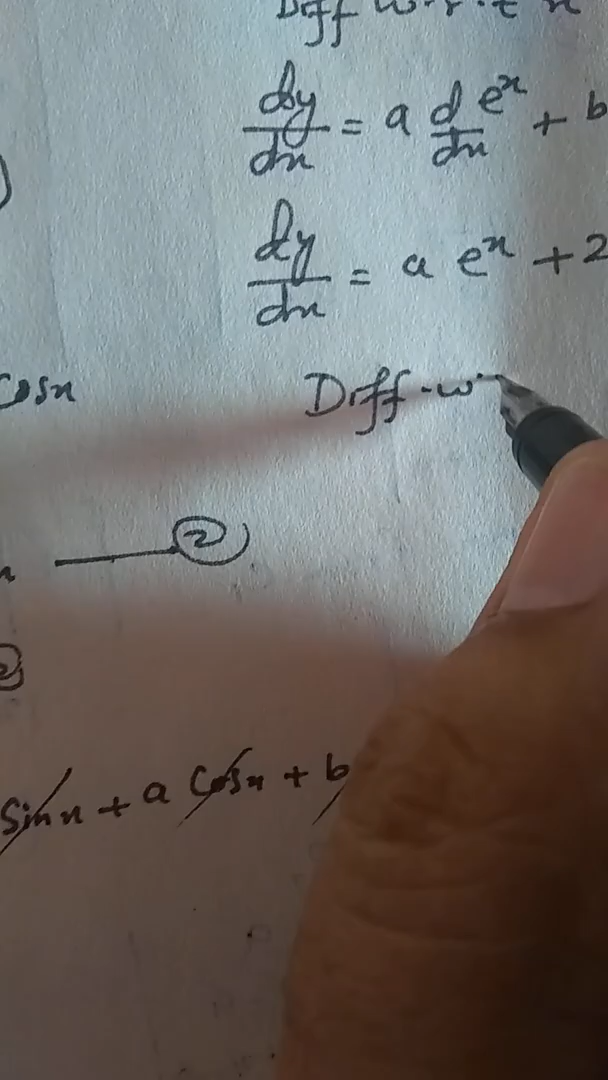 Diff w.r.t x
dy/dx = a d/dx e^x + b
dy/dx = a e^x + 2
Cosx
Diff. w.
②
Sinx + a Cosx + b